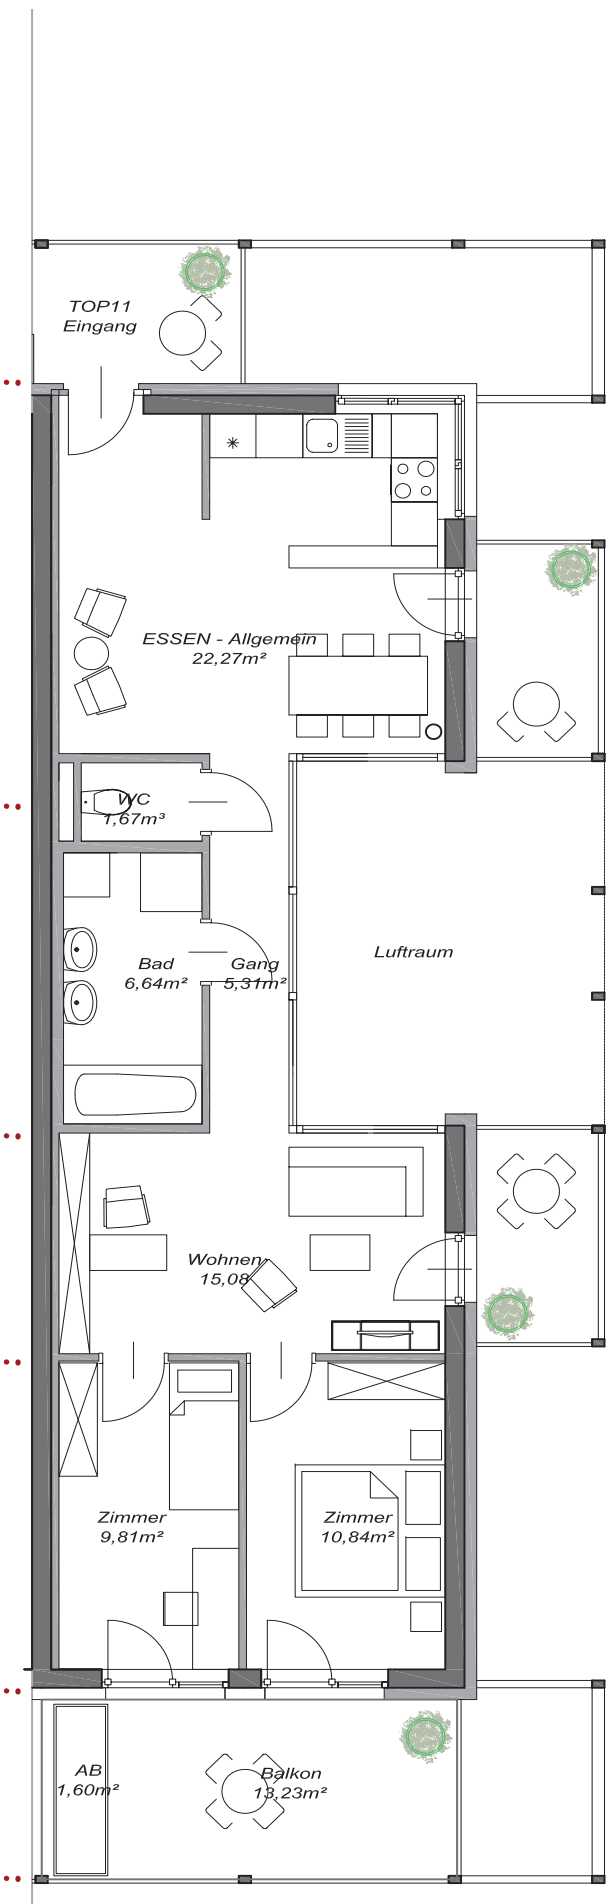 TOP11
Eingang
ESSEN - Allgemein
22,27m²
WC
1,67m³
Bad
6,64m²
Gang
5,31m²
Luftraum
Wohnen
15,08
Zimmer
9,81m²
Zimmer
10,84m²
AB
1,60m²
Balkon
13,23m²